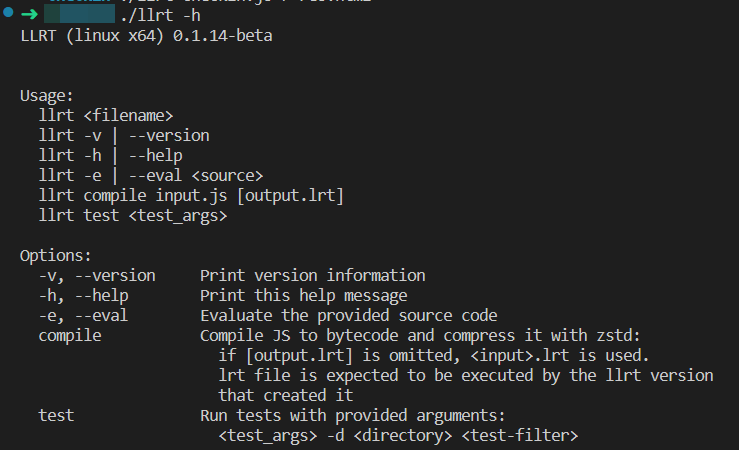 ➜ ./llrt -h
LLRT (linux x64) 0.1.14-beta
Usage:
llrt <filename>
llrt -v | --version
llrt -h | --help
llrt -e | --eval <source>
llrt compile input.js [output.lrt]
llrt test <test_args>
Options:
-v, --version Print version information
-h, --help Print this help message
-e, --eval Evaluate the provided source code
compile Compile JS to bytecode and compress it with zstd:
if [output.lrt] is omitted, <input>.lrt is used.
lrt file is expected to be executed by the llrt version
that created it
test Run tests with provided arguments:
<test_args> -d <directory> <test-filter>